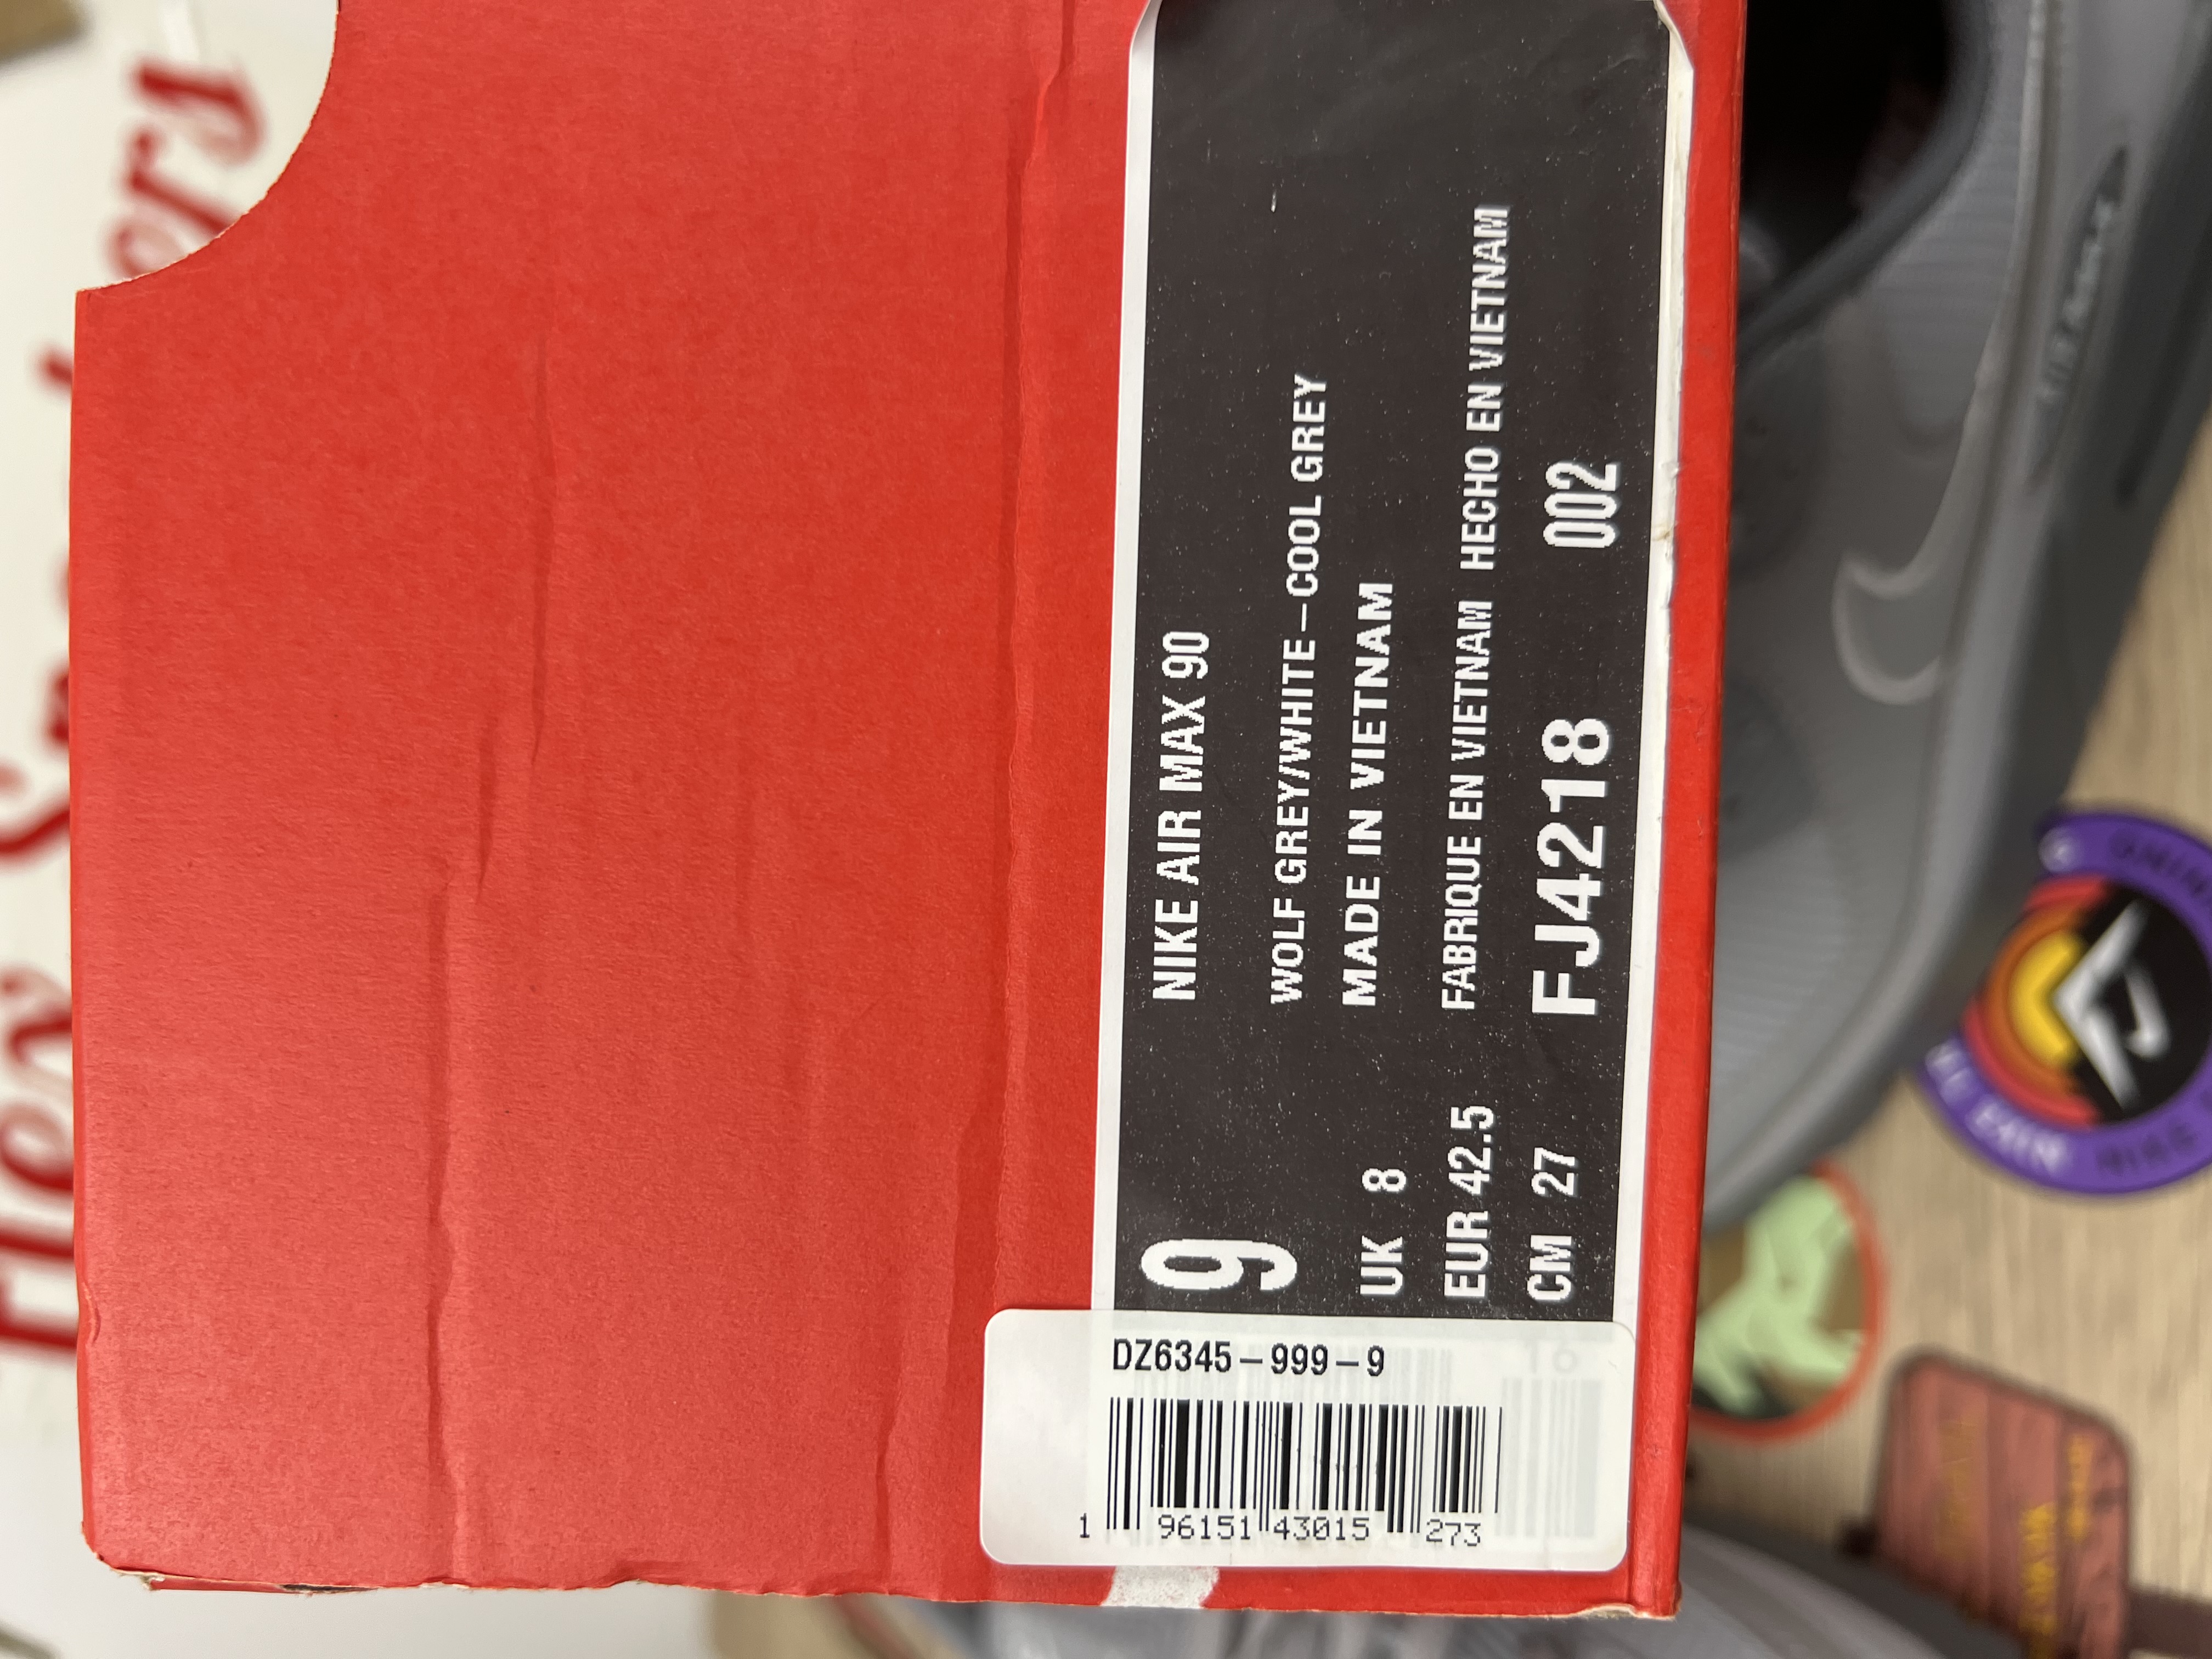 DZ6345-999-9
1 96151 43015 273
9
NIKE AIR MAX 90
WOLF GREY/WHITE-COOL GREY
MADE IN VIETNAM
UK 8
EUR 42.5
FABRIQUE EN VIETNAM HECHO EN VIETNAM
CM 27
FJ4218 002